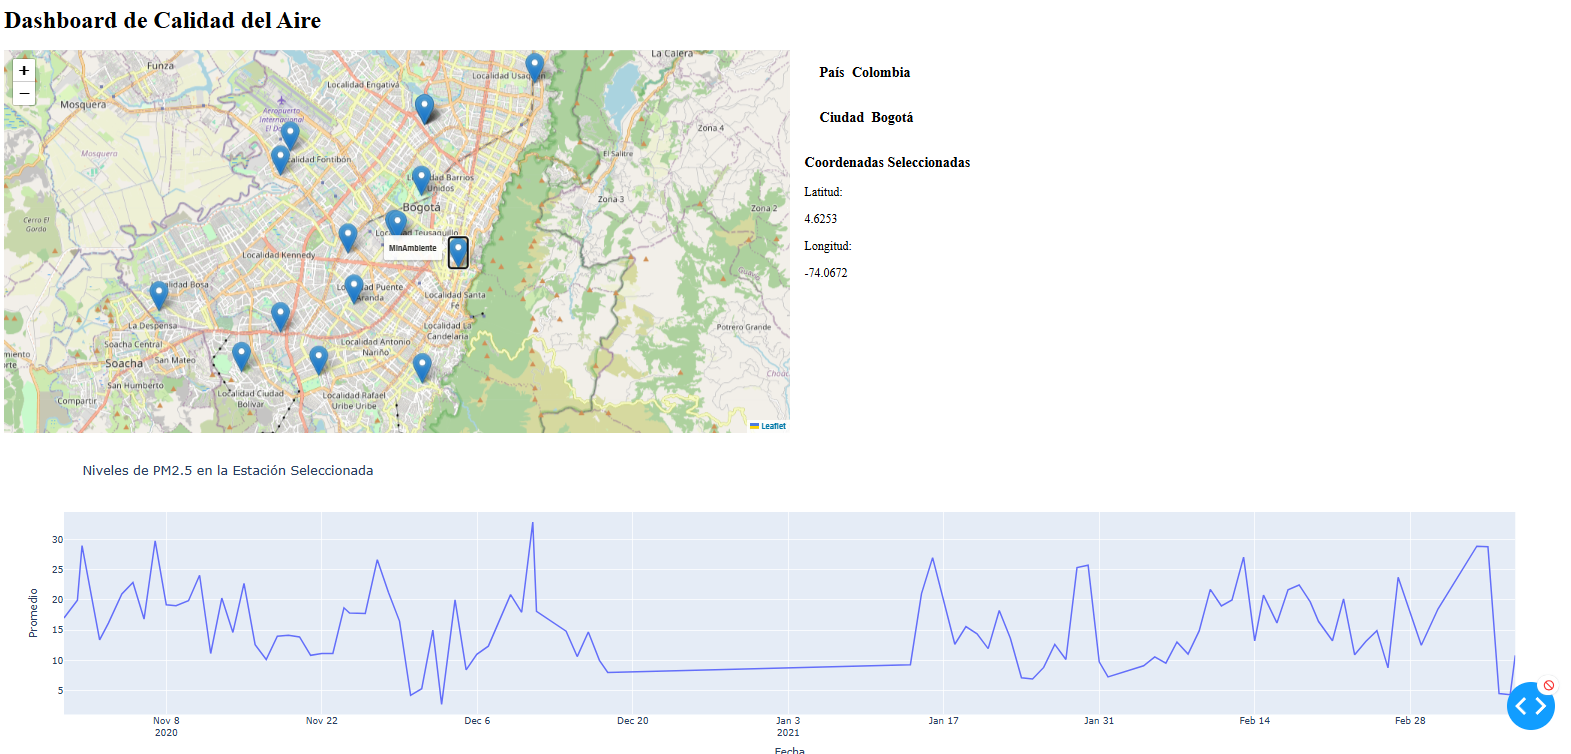 Dashboard de Calidad del Aire
+
−
Funza
Mosquera
Mosquera
Cerro El Gordo
Localidad Engativá
Aeropuerto Internacional El Do
Localidad Usaquén
La Calera
Zona 4
El Salitre
Zona 3
Zona 2
calidad Fontibón
Localidad Barrios Unidos
Bogotá
Localidad Teusaquillo
MinAmbiente
Localidad Kennedy
calidad Bosa
Localidad Puente Aranda
Localidad Santa Fe
La Despensa
Localidad La Candelaria
Potrero Grande
Soacha Central
Soacha
San Mateo
Localidad Antonio Nariño
miento
orte
San Humberto
Compartir
Localidad Ciudad Bolívar
Localidad Rafael Uribe Uribe
Leaflet
País Colombia
Ciudad Bogotá
Coordenadas Seleccionadas
Latitud:
4.6253
Longitud:
-74.0672
Niveles de PM2.5 en la Estación Seleccionada
Promedio
30
25
20
15
10
5
Nov 8
2020
Nov 22
Dec 6
Dec 20
Jan 3
2021
Jan 17
Jan 31
Feb 14
Feb 28
Fecha